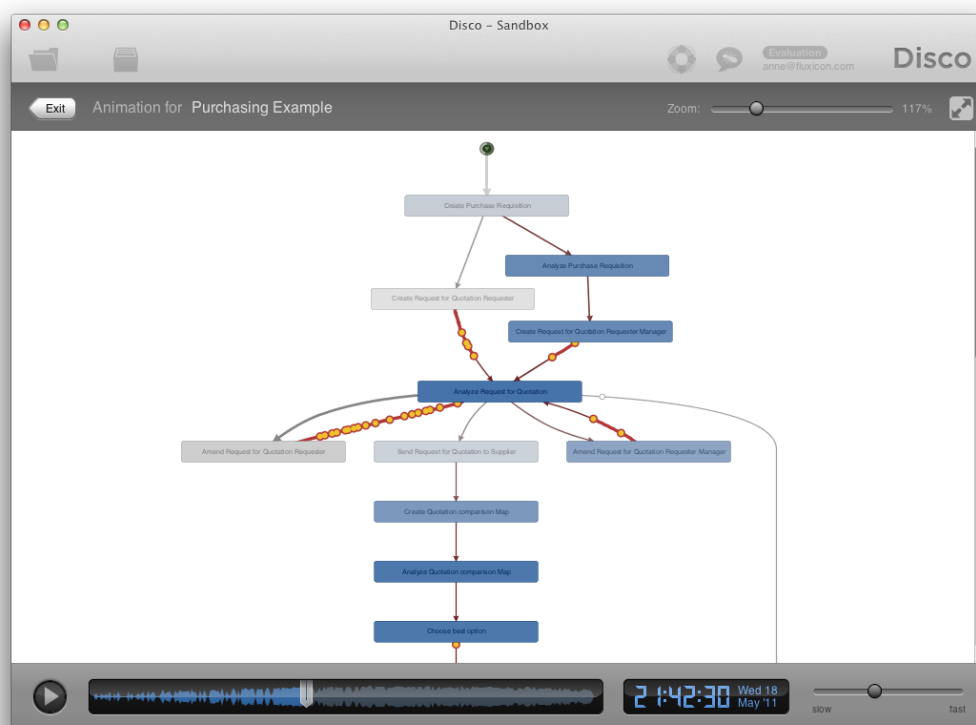 Disco – Sandbox
Evaluation
anne@fluxicon.com
Disco
Exit
Animation for Purchasing Example
Zoom:
117%
Create Purchase Requisition
Analyze Purchase Requisition
Create Request for Quotation Requester
Create Request for Quotation Requester Manager
Analyze Request for Quotation
Amend Request for Quotation Requester
Send Request for Quotation to Supplier
Amend Request for Quotation Requester Manager
Create Quotation comparison Map
Analyze Quotation comparison Map
Choose best option
21:42:30
Wed 18
May '11
slow
fast